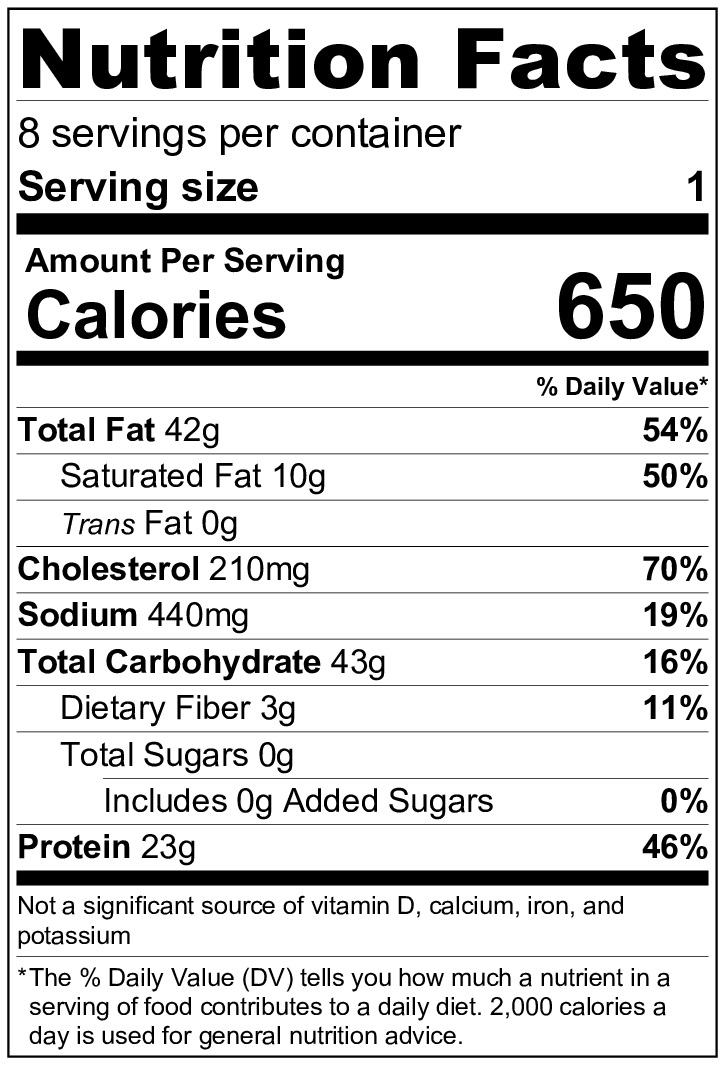 Nutrition Facts
8 servings per container
Serving size 1
Amount Per Serving
Calories 650
% Daily Value*
Total Fat 42g 54%
Saturated Fat 10g 50%
Trans Fat 0g
Cholesterol 210mg 70%
Sodium 440mg 19%
Total Carbohydrate 43g 16%
Dietary Fiber 3g 11%
Total Sugars 0g
Includes 0g Added Sugars 0%
Protein 23g 46%
Not a significant source of vitamin D, calcium, iron, and
potassium
*The % Daily Value (DV) tells you how much a nutrient in a
serving of food contributes to a daily diet. 2,000 calories a
day is used for general nutrition advice.